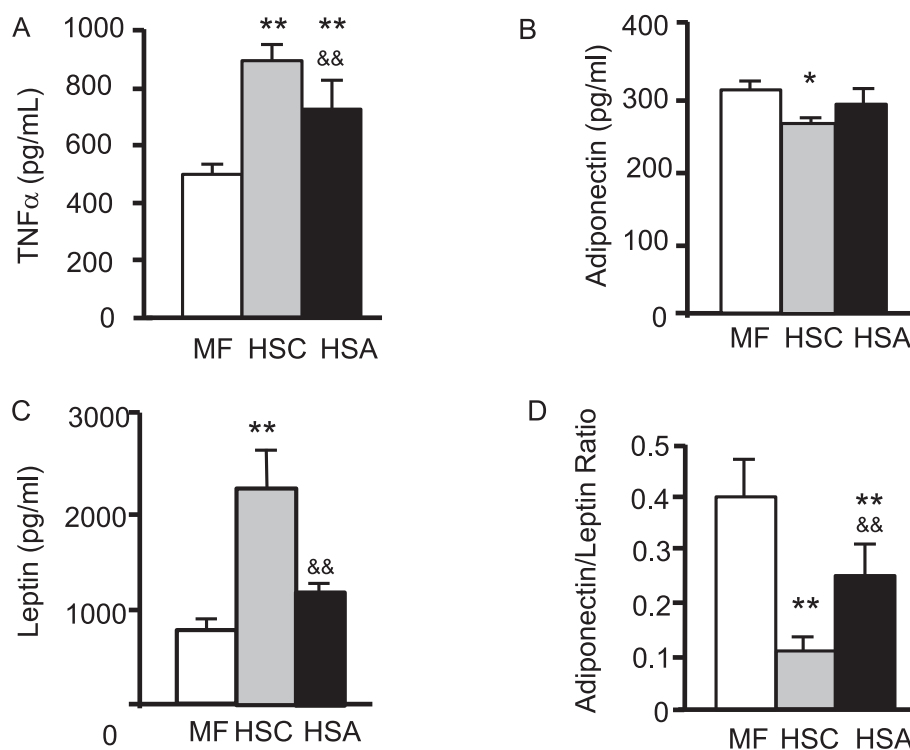 A
TNFα (pg/mL)
1000
800
600
400
200
0
**
**
&&
MF HSC HSA
B
Adiponectin (pg/ml)
400
300
200
100
0
*
MF HSC HSA
C
Leptin (pg/ml)
3000
2000
1000
0
**
&&
MF HSC HSA
D
Adiponectin/Leptin Ratio
0.5
0.4
0.3
0.2
0.1
0
**
**
&&
MF HSC HSA